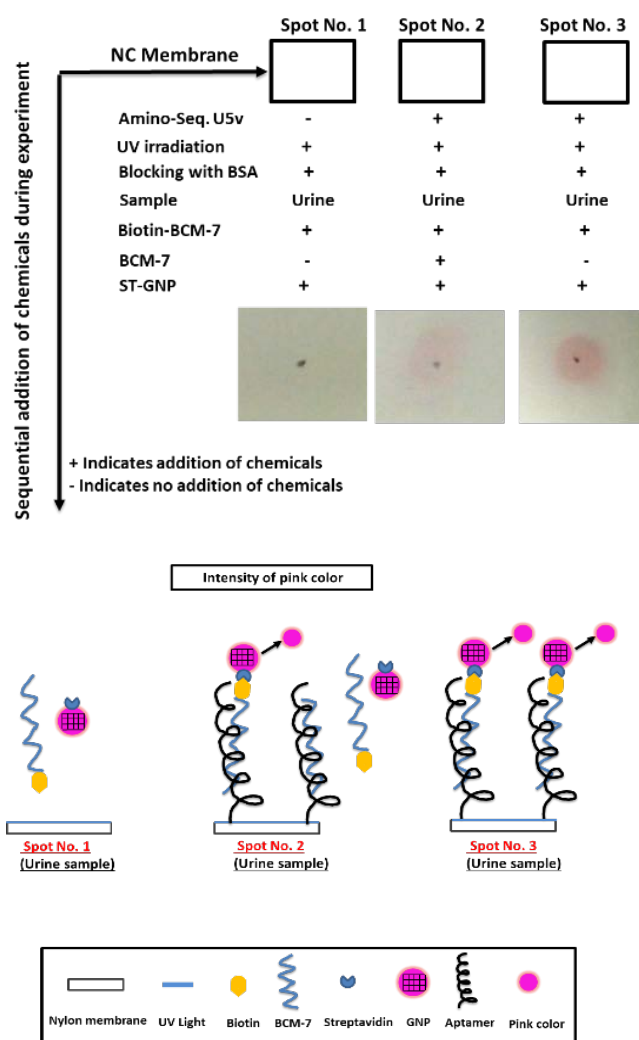 Spot No. 1 Spot No. 2 Spot No. 3
NC Membrane
Sequential addition of chemicals during experiment
Amino-Seq. U5v - + +
UV irradiation + + +
Blocking with BSA + + +
Sample Urine Urine Urine
Biotin-BCM-7 + + +
BCM-7 - + -
ST-GNP + + +
+ Indicates addition of chemicals
- Indicates no addition of chemicals
Intensity of pink color
Spot No. 1 Spot No. 2 Spot No. 3
(Urine sample) (Urine sample) (Urine sample)
Nylon membrane UV Light Biotin BCM-7 Streptavidin GNP Aptamer Pink color